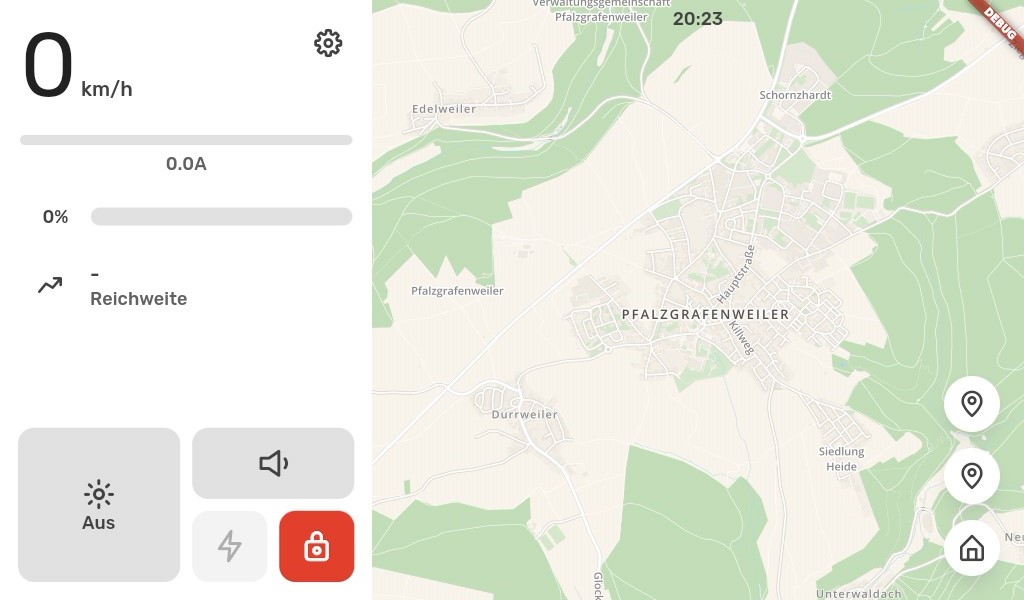 0 km/h
0.0A
0%
-
Reichweite
Aus
20:23
DEBUG
Verwaltungsgemeinschaft
Pfalzgrafenweiler
Schornzhardt
Edelweiler
Hauptstraße
Pfalzgrafenweiler
PFALZGRAFENWEILER
Killweg
Durrweiler
Siedlung
Heide
Neu
Glock
Unterwaldach